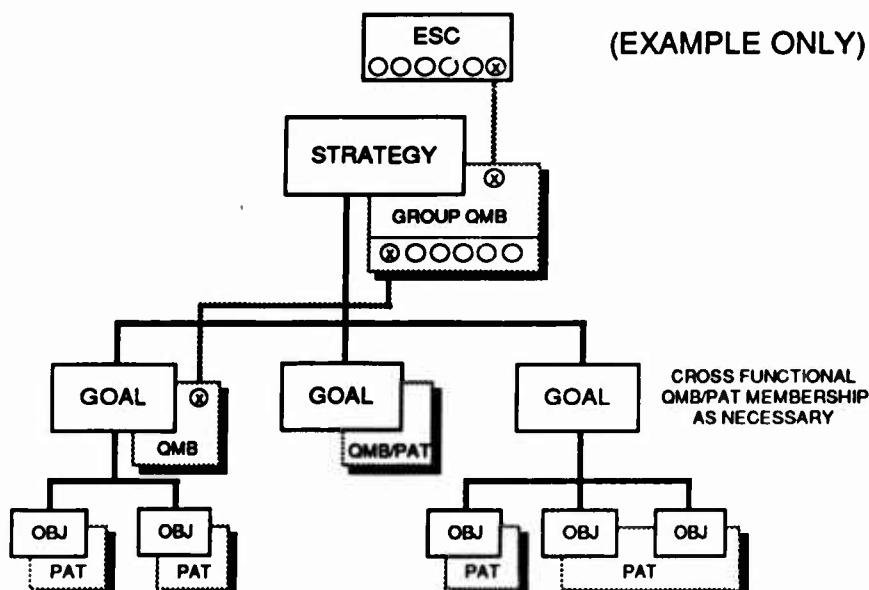 ESC
(EXAMPLE ONLY)
X
STRATEGY
X
GROUP QMB
X
GOAL
X
QMB
GOAL
QMB/PAT
GOAL
CROSS FUNCTIONAL
QMB/PAT MEMBERSHIP
AS NECESSARY
OBJ
PAT
OBJ
PAT
OBJ
PAT
OBJ
OBJ
PAT